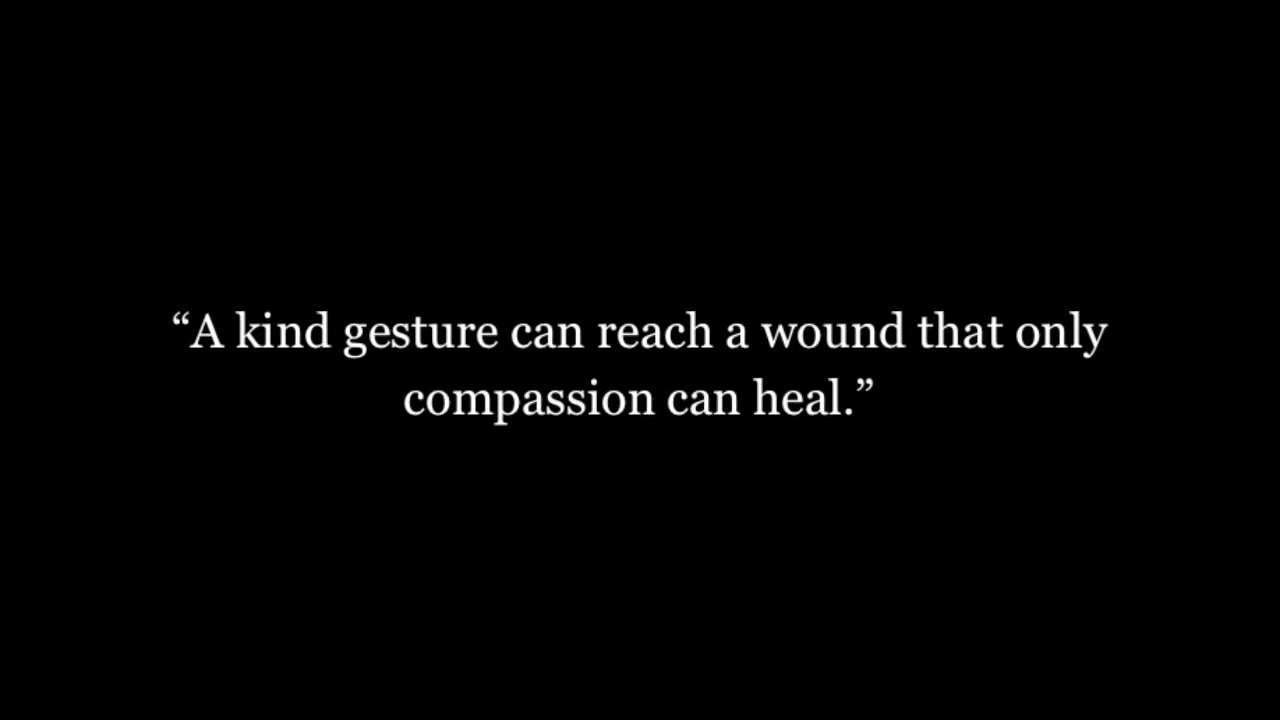 “A kind gesture can reach a wound that only
compassion can heal.”